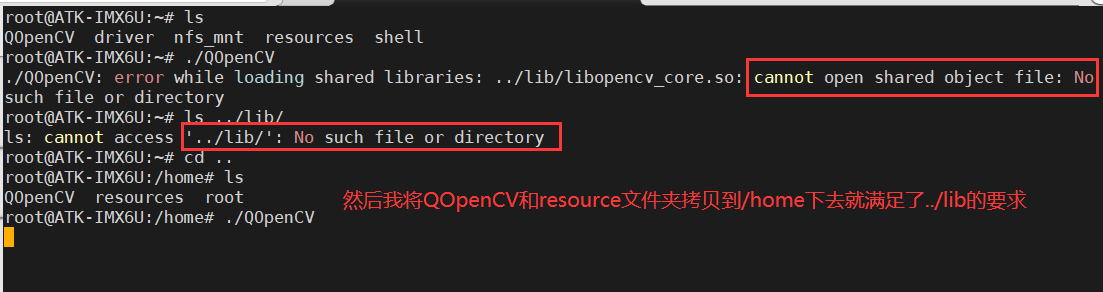 root@ATK-IMX6U:~# ls
QOpenCV  driver  nfs_mnt  resources  shell
root@ATK-IMX6U:~# ./QOpenCV
./QOpenCV: error while loading shared libraries: ../lib/libopencv_core.so: cannot open shared object file: No
such file or directory
root@ATK-IMX6U:~# ls ../lib/
ls: cannot access '../lib/': No such file or directory
root@ATK-IMX6U:~# cd ..
root@ATK-IMX6U:/home# ls
QOpenCV  resources  root
然后我将QOpenCV和resource文件夹拷贝到/home下去就满足了../lib的要求
root@ATK-IMX6U:/home# ./QOpenCV